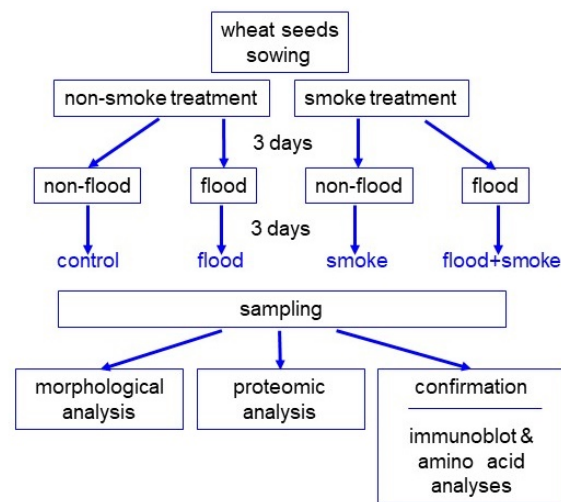 wheat seeds
sowing
non-smoke treatment
smoke treatment
3 days
non-flood
flood
non-flood
flood
3 days
control
flood
smoke
flood+smoke
sampling
morphological
analysis
proteomic
analysis
confirmation
immunoblot &
amino acid
analyses